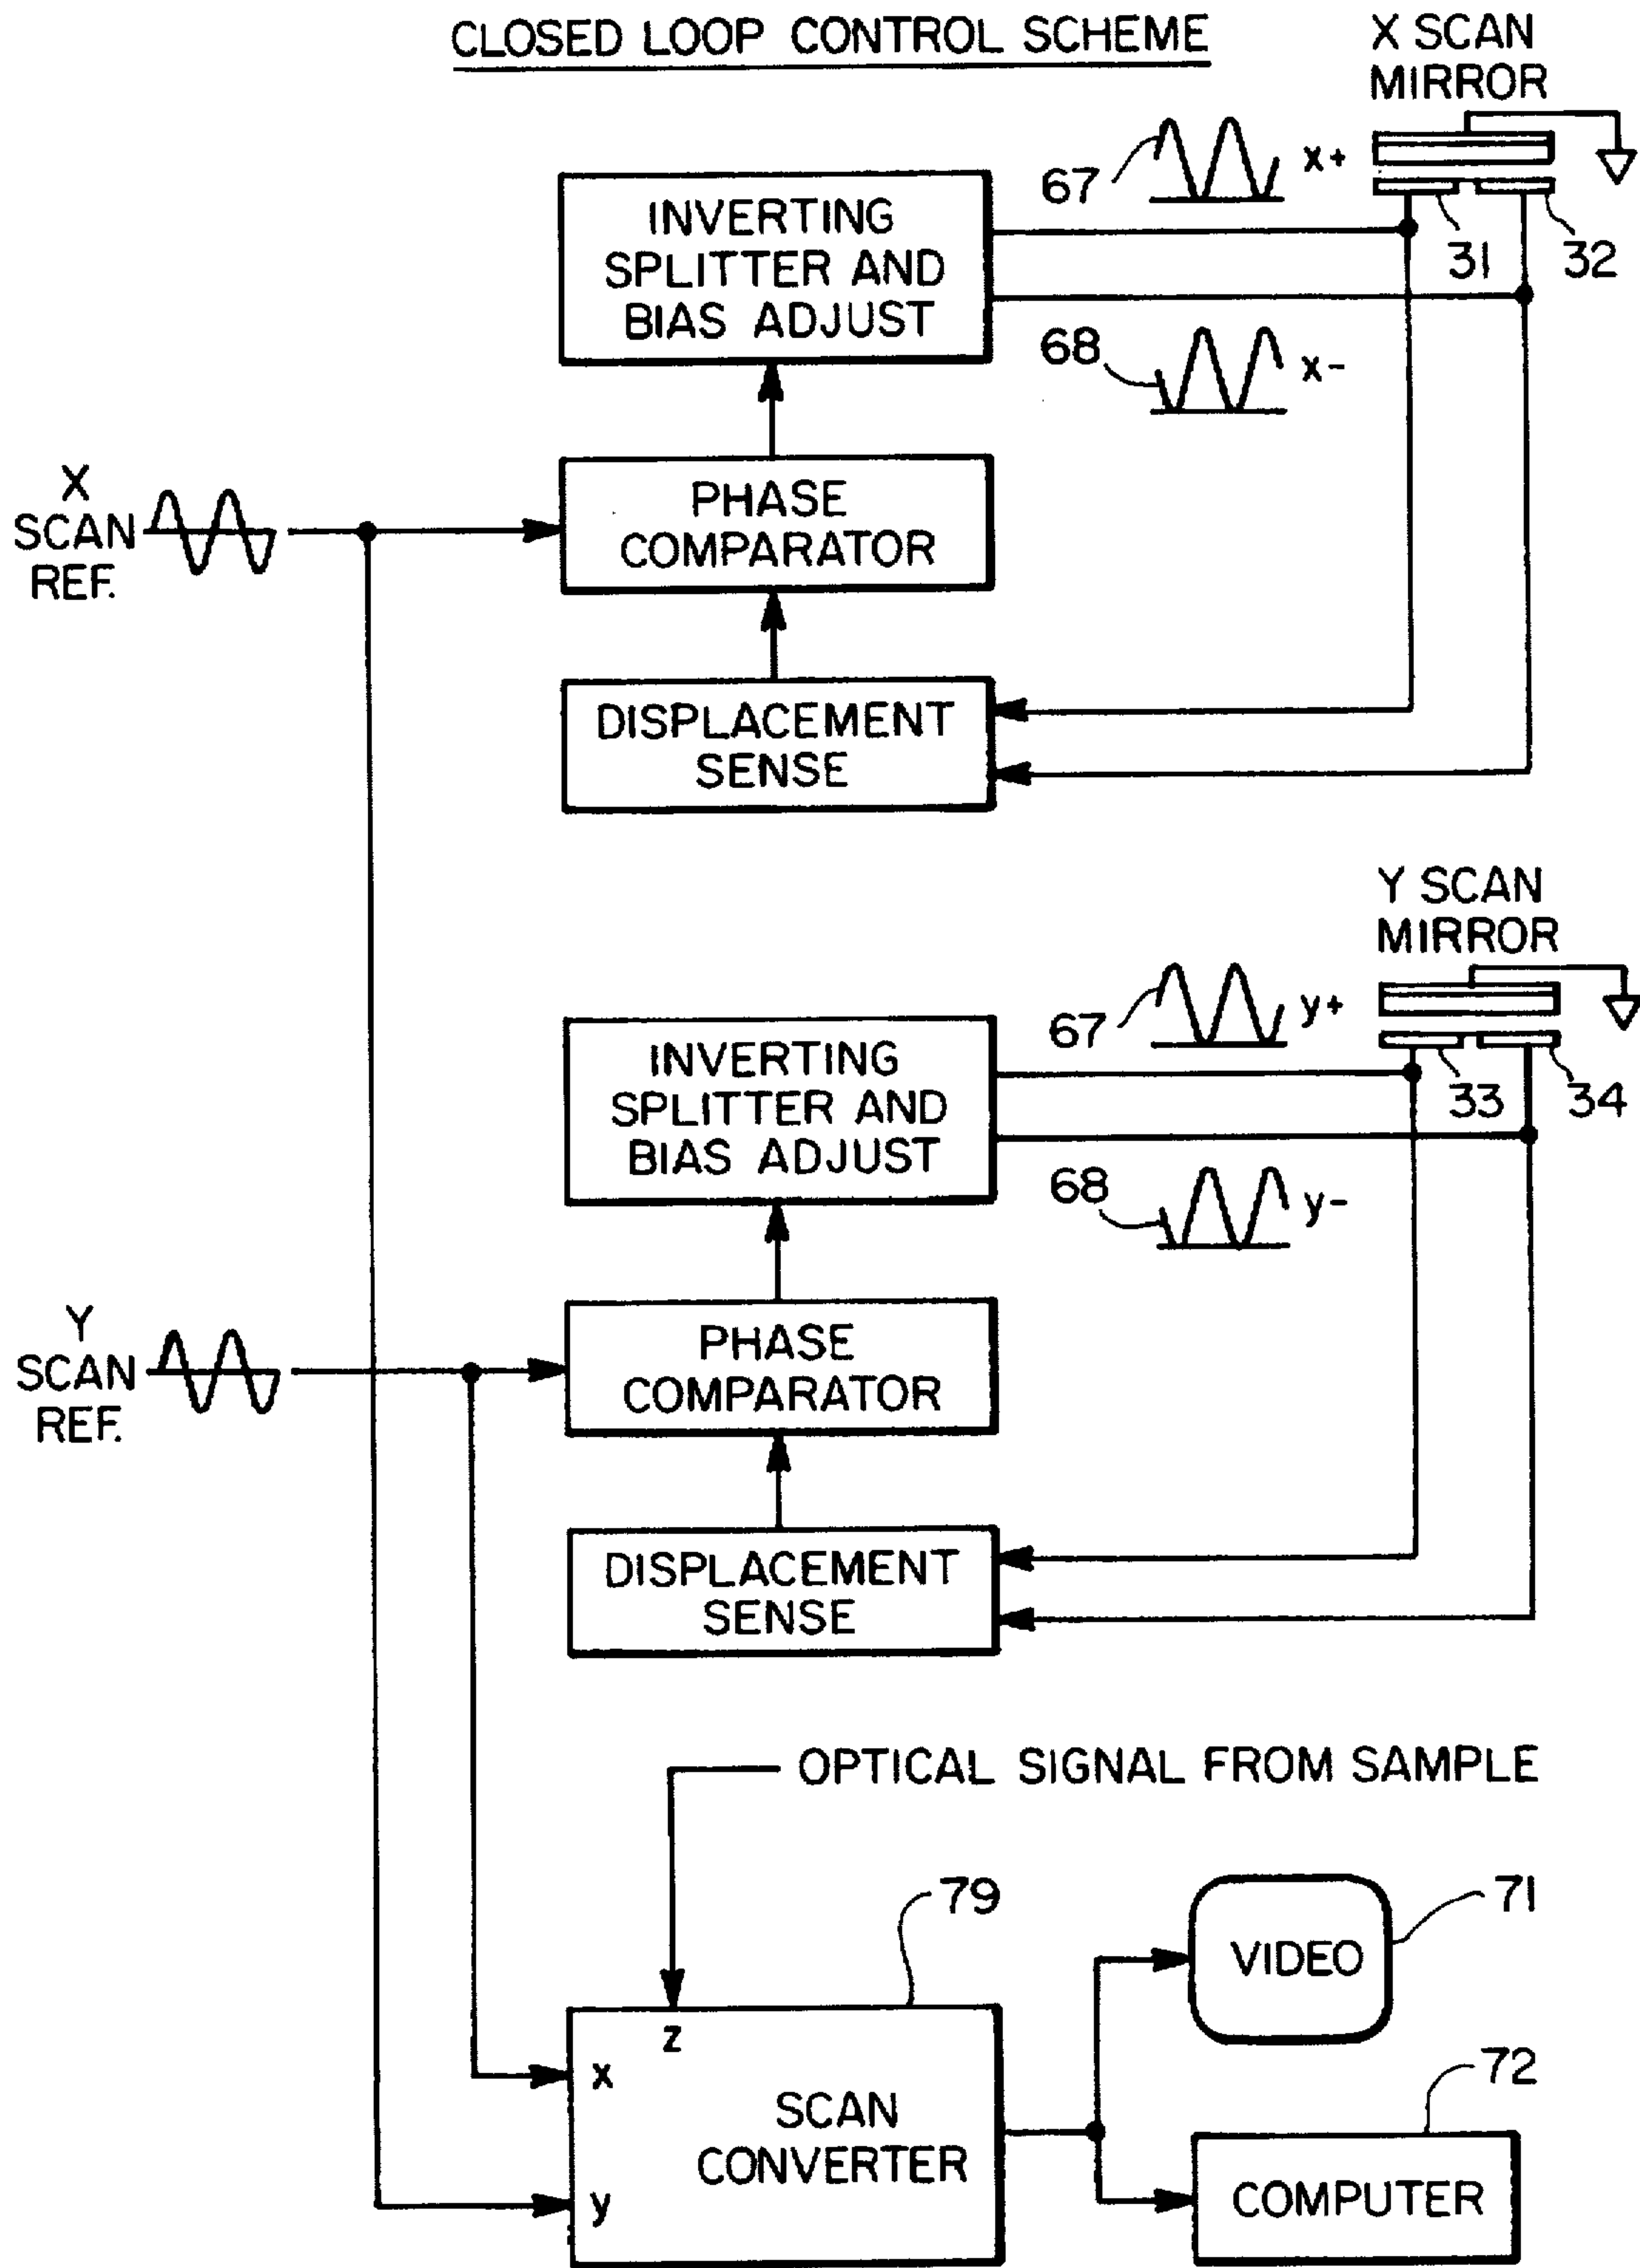 CLOSED LOOP CONTROL SCHEME
X SCAN
MIRROR
67
x+
INVERTING
SPLITTER AND
BIAS ADJUST
31
32
68
x-
X
SCAN
REF.
PHASE
COMPARATOR
DISPLACEMENT
SENSE
Y SCAN
MIRROR
67
y+
INVERTING
SPLITTER AND
BIAS ADJUST
33
34
68
y-
Y
SCAN
REF.
PHASE
COMPARATOR
DISPLACEMENT
SENSE
OPTICAL SIGNAL FROM SAMPLE
79
71
VIDEO
z
x
SCAN
CONVERTER
y
72
COMPUTER